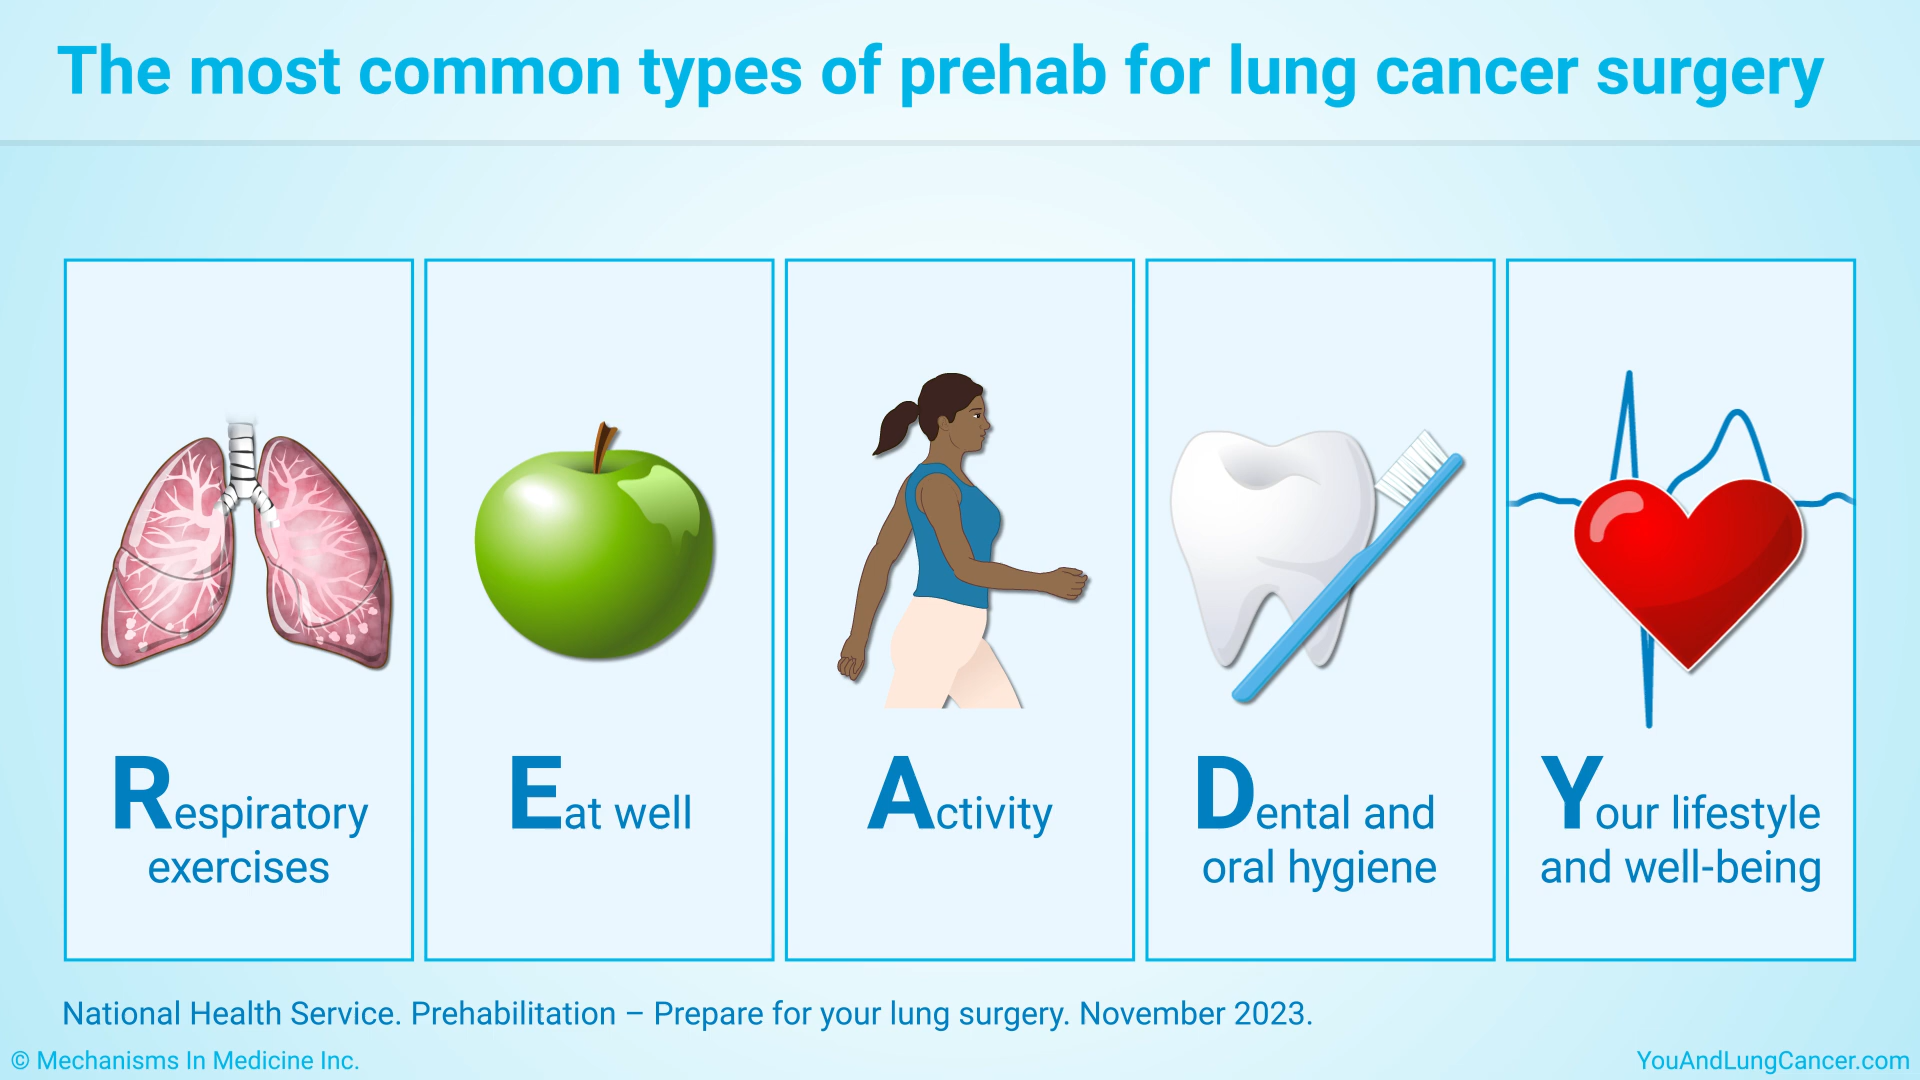 The most common types of prehab for lung cancer surgery
Respiratory
exercises
Eat well
Activity
Dental and
oral hygiene
Your lifestyle
and well-being
National Health Service. Prehabilitation – Prepare for your lung surgery. November 2023.
© Mechanisms In Medicine Inc.
YouAndLungCancer.com